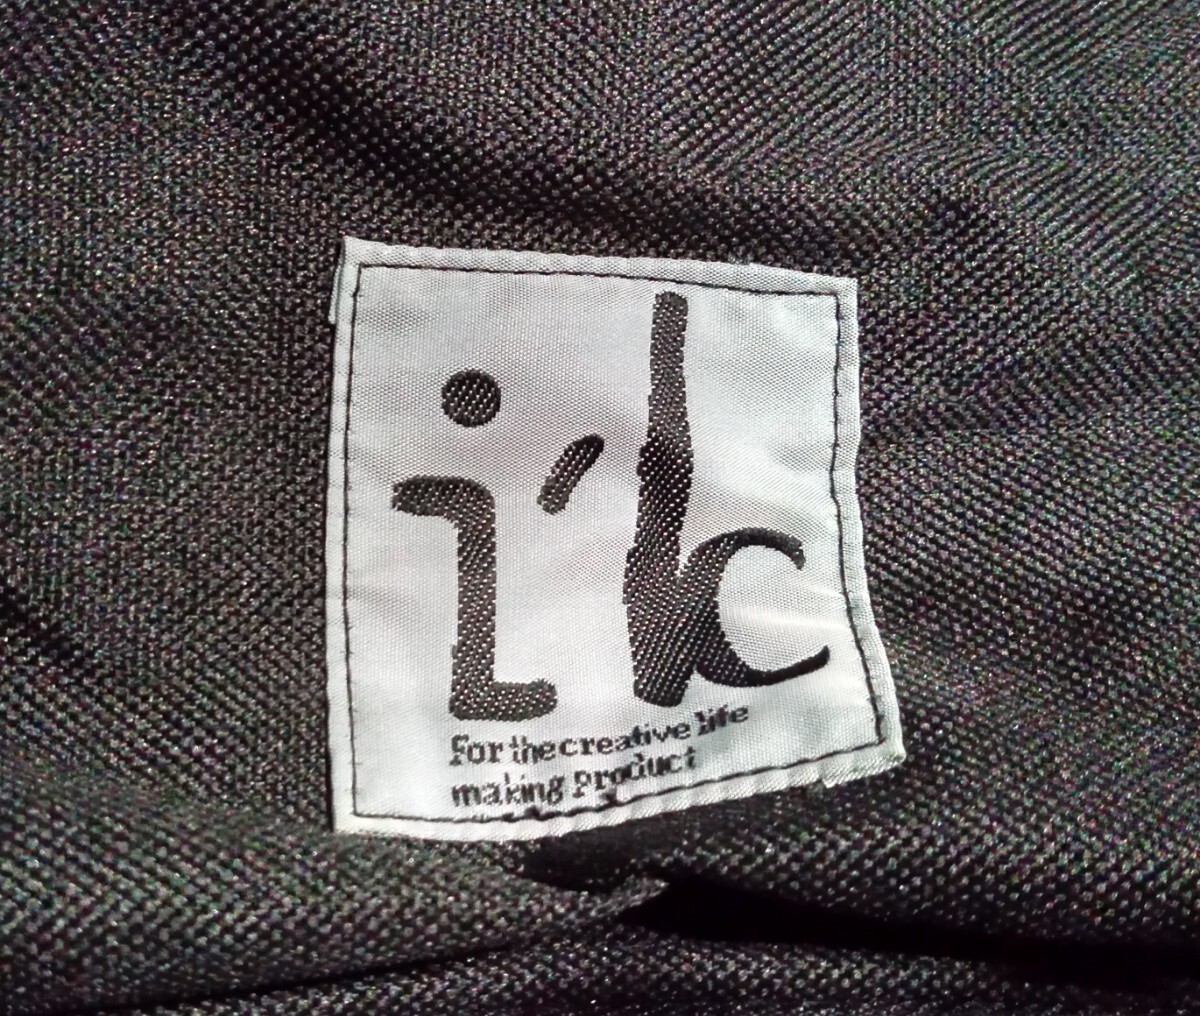 i'k
For the creative life
making Product